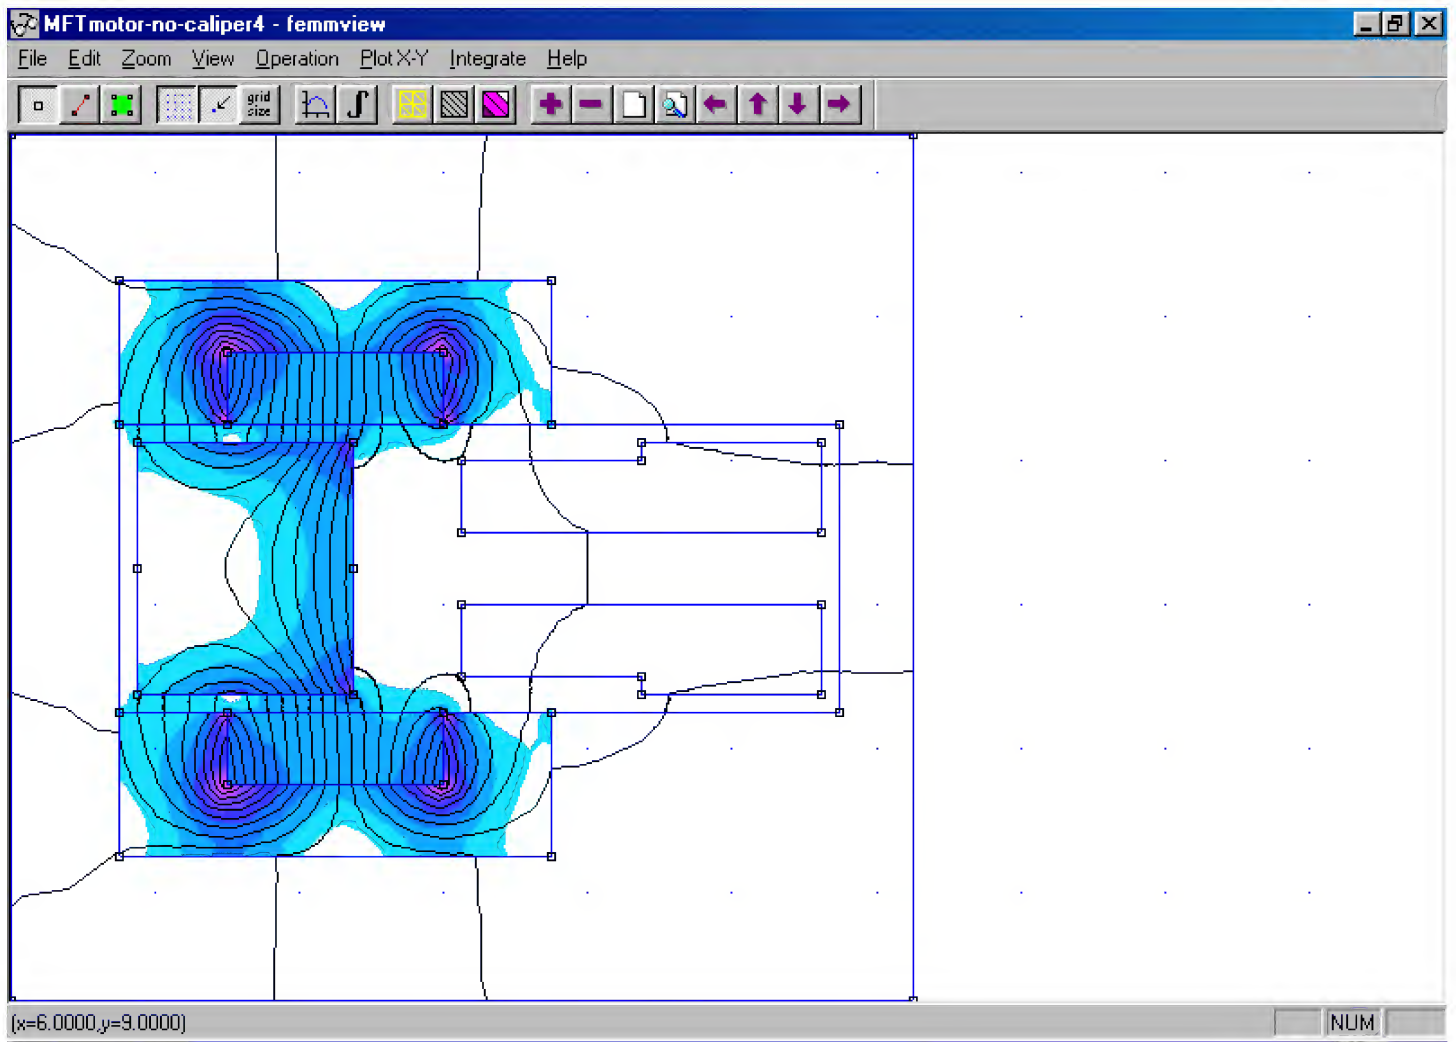 MFTmotor-no-caliper4 - femmview
File Edit Zoom View Operation Plot X-Y Integrate Help
grid
size
(x=6.0000,y=9.0000)
NUM